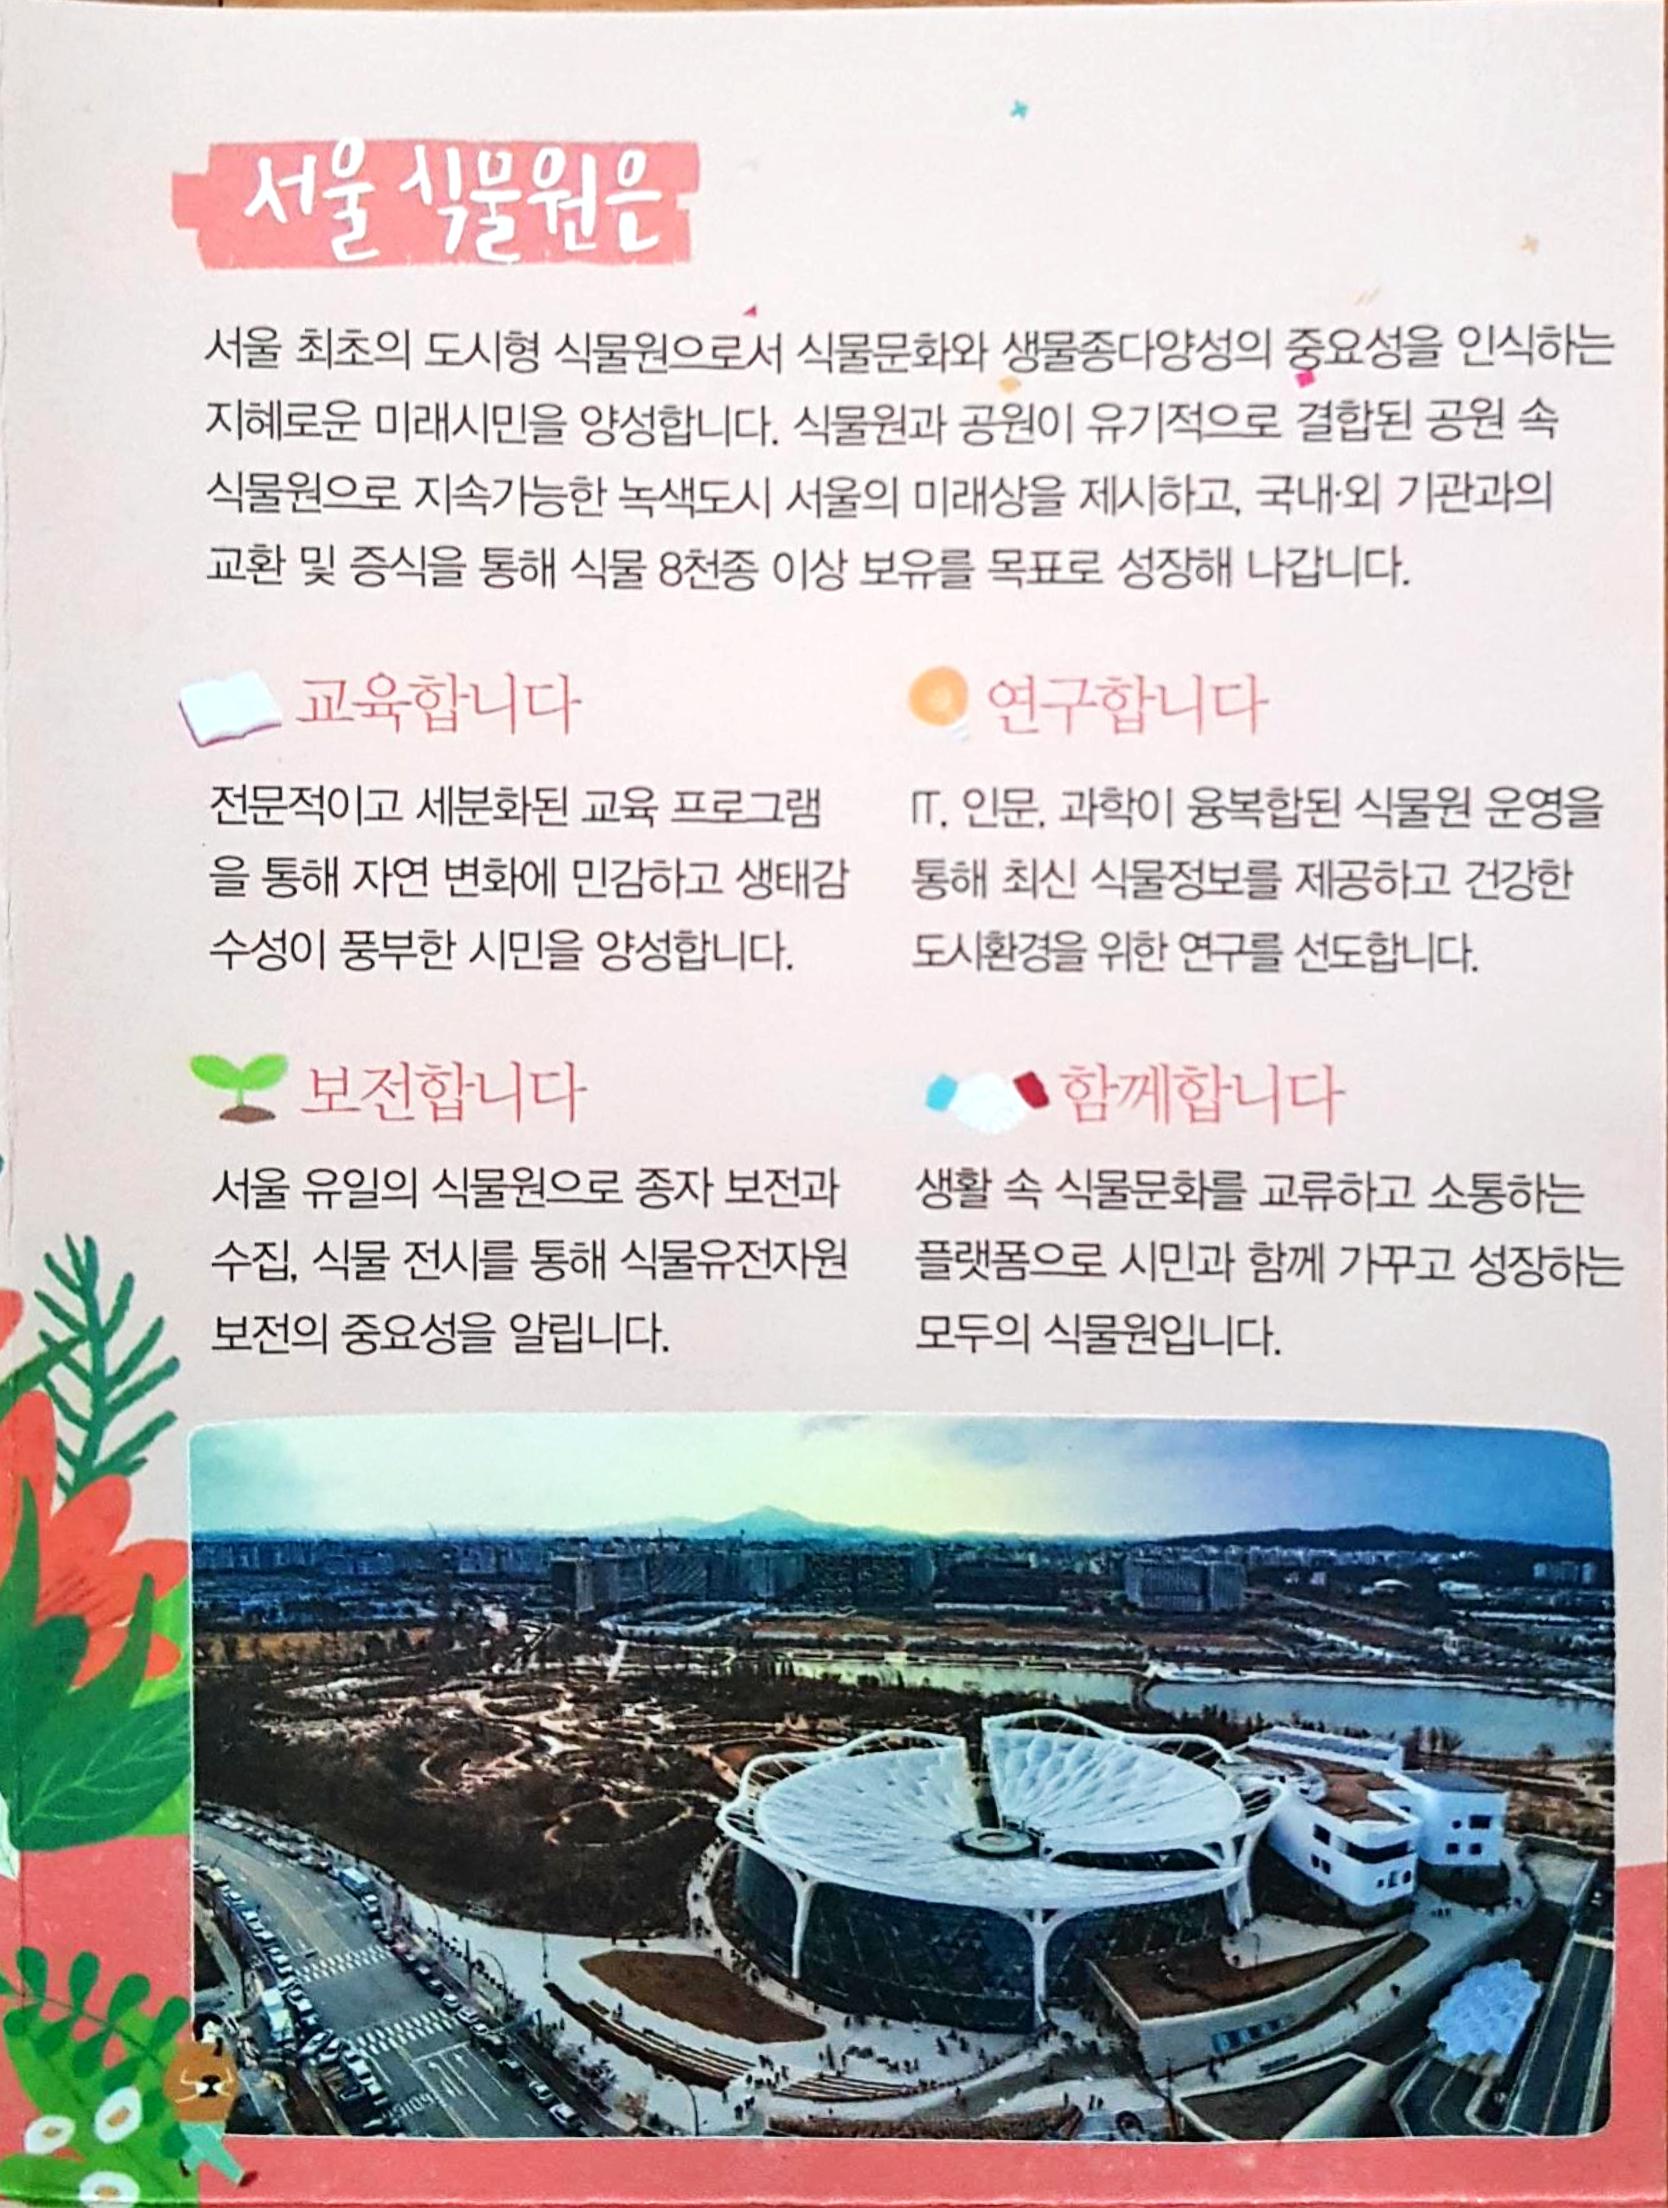 서울 식물원은
서울 최초의 도시형 식물원으로서 식물문화와 생물종다양성의 중요성을 인식하는
지혜로운 미래시민을 양성합니다. 식물원과 공원이 유기적으로 결합된 공원 속
식물원으로 지속가능한 녹색도시 서울의 미래상을 제시하고, 국내·외 기관과의
교환 및 증식을 통해 식물 8천종 이상 보유를 목표로 성장해 나갑니다.
교육합니다
전문적이고 세분화된 교육 프로그램
을 통해 자연 변화에 민감하고 생태감
수성이 풍부한 시민을 양성합니다.
연구합니다
IT, 인문, 과학이 융복합된 식물원 운영을
통해 최신 식물정보를 제공하고 건강한
도시환경을 위한 연구를 선도합니다.
보전합니다
서울 유일의 식물원으로 종자 보전과
수집, 식물 전시를 통해 식물유전자원
보전의 중요성을 알립니다.
함께합니다
생활 속 식물문화를 교류하고 소통하는
플랫폼으로 시민과 함께 가꾸고 성장하는
모두의 식물원입니다.